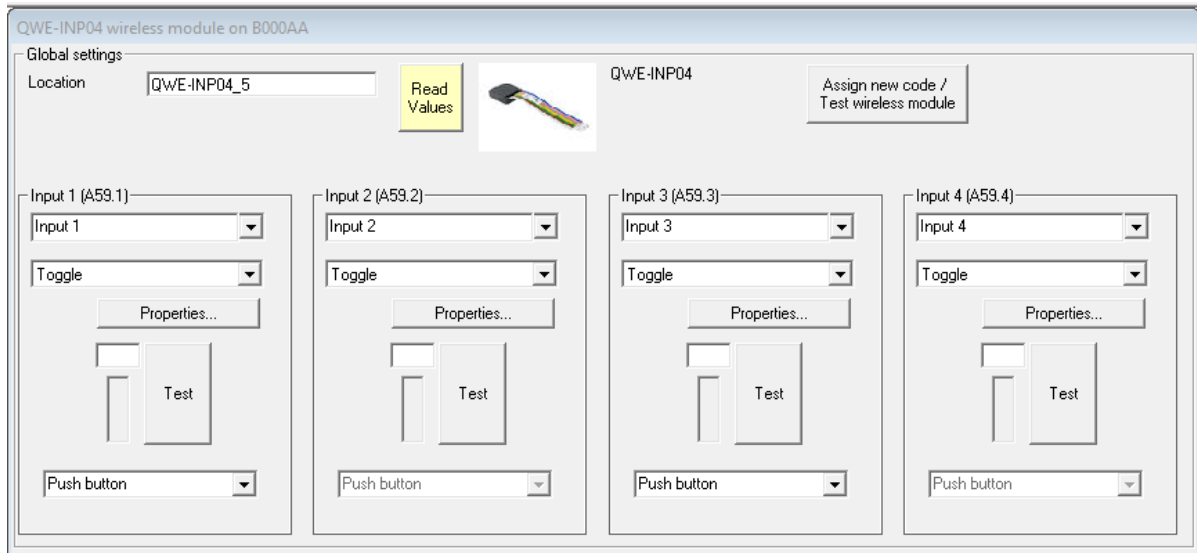 QWE-INP04 wireless module on B000AA
Global settings
Location
QWE-INP04_5
Read
Values
QWE-INP04
Assign new code /
Test wireless module
Input 1 (A59.1)
Input 1
Toggle
Properties...
Test
Push button
Input 2 (A59.2)
Input 2
Toggle
Properties...
Test
Push button
Input 3 (A59.3)
Input 3
Toggle
Properties...
Test
Push button
Input 4 (A59.4)
Input 4
Toggle
Properties...
Test
Push button